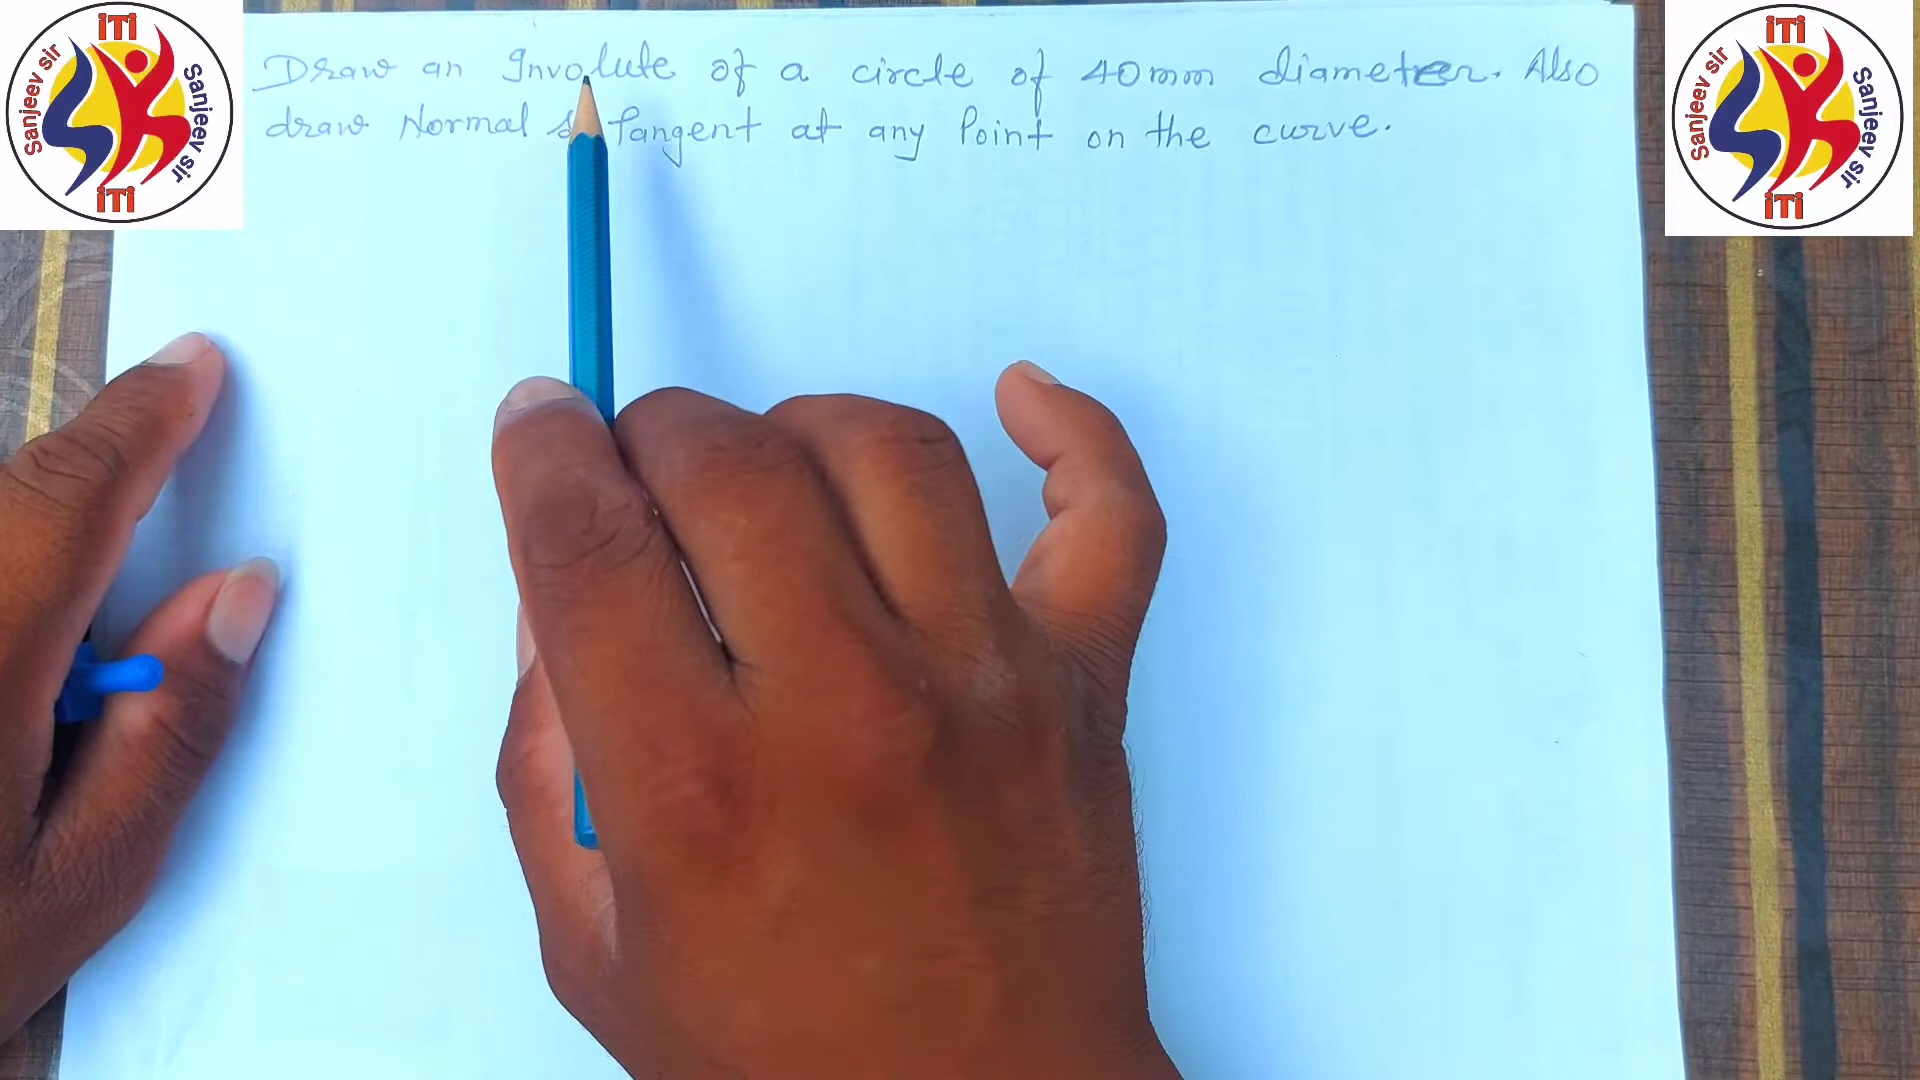 iTi
Sanjeev sir
Sanjeev sir
iTi
Draw an Involute of a circle of 40mm diameter. Also
draw Normal & Tangent at any Point on the curve.
iTi
Sanjeev sir
Sanjeev sir
iTi